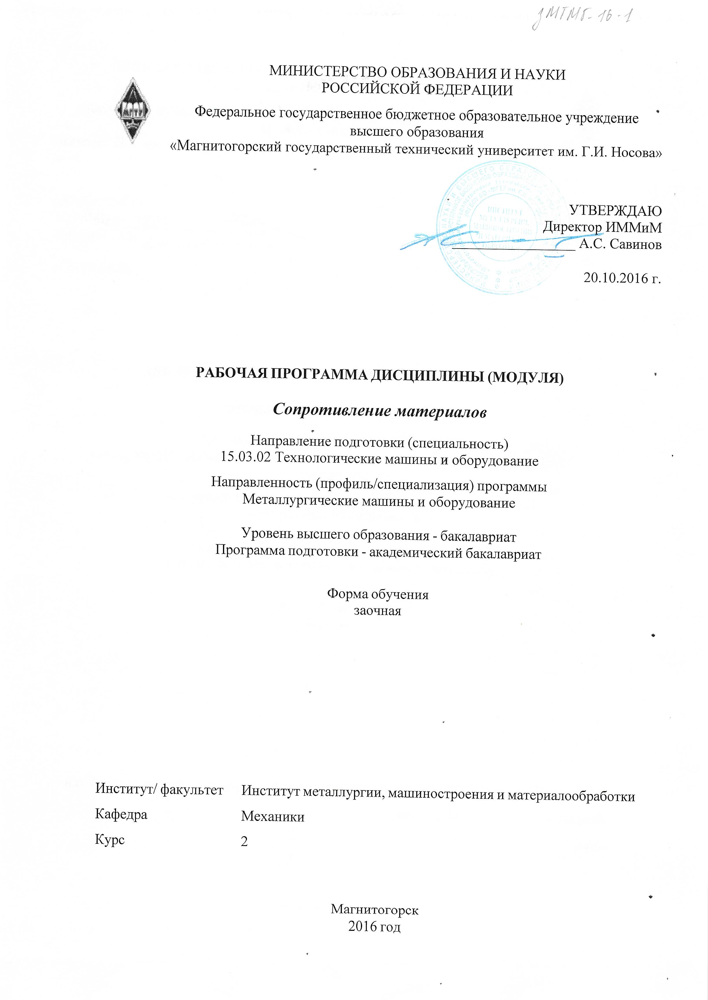 зМТМб-16-1
МИНИСТЕРСТВО ОБРАЗОВАНИЯ И НАУКИ
РОССИЙСКОЙ ФЕДЕРАЦИИ
Федеральное государственное бюджетное образовательное учреждение
высшего образования
«Магнитогорский государственный технический университет им. Г.И. Носова»
УТВЕРЖДАЮ
Директор ИММиМ
А.С. Савинов
20.10.2016 г.
РАБОЧАЯ ПРОГРАММА ДИСЦИПЛИНЫ (МОДУЛЯ)
Сопротивление материалов
Направление подготовки (специальность)
15.03.02 Технологические машины и оборудование
Направленность (профиль/специализация) программы
Металлургические машины и оборудование
Уровень высшего образования - бакалавриат
Программа подготовки - академический бакалавриат
Форма обучения
заочная
Институт/ факультет Институт металлургии, машиностроения и материалообработки
Кафедра Механики
Курс 2
Магнитогорск
2016 год